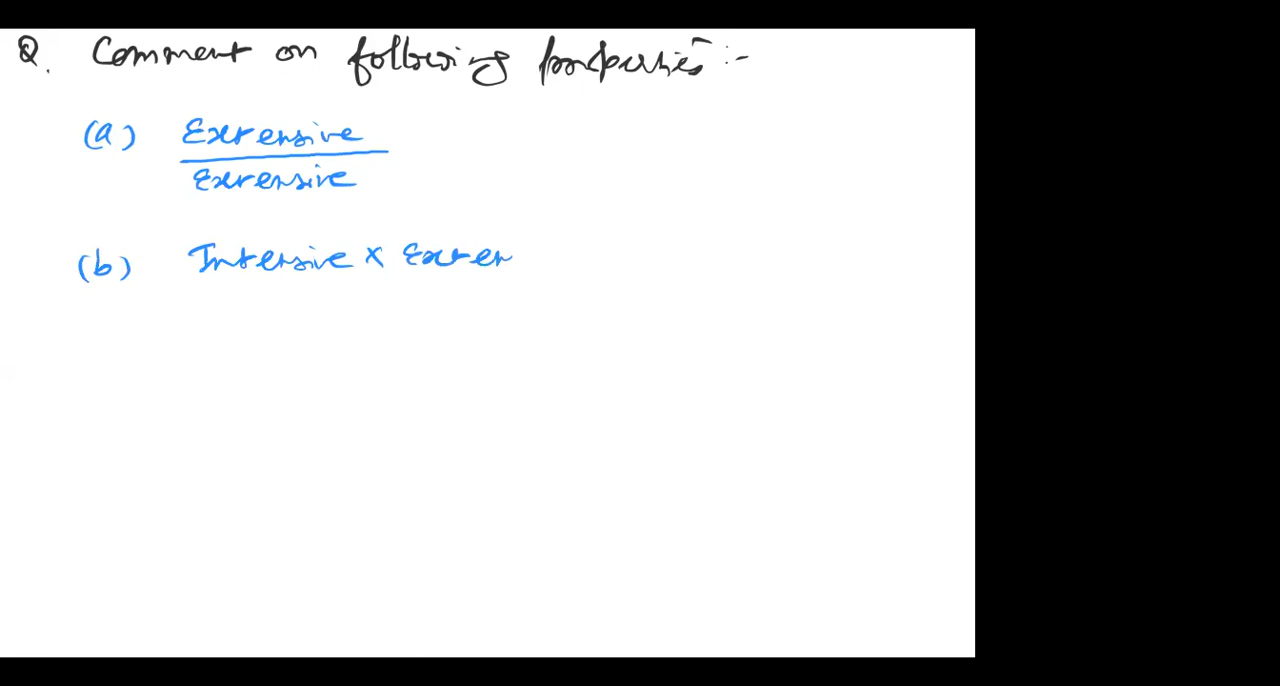 Q. Comment on following properties :-
(a) Extensive
Extensive
(b) Intensive x Exten